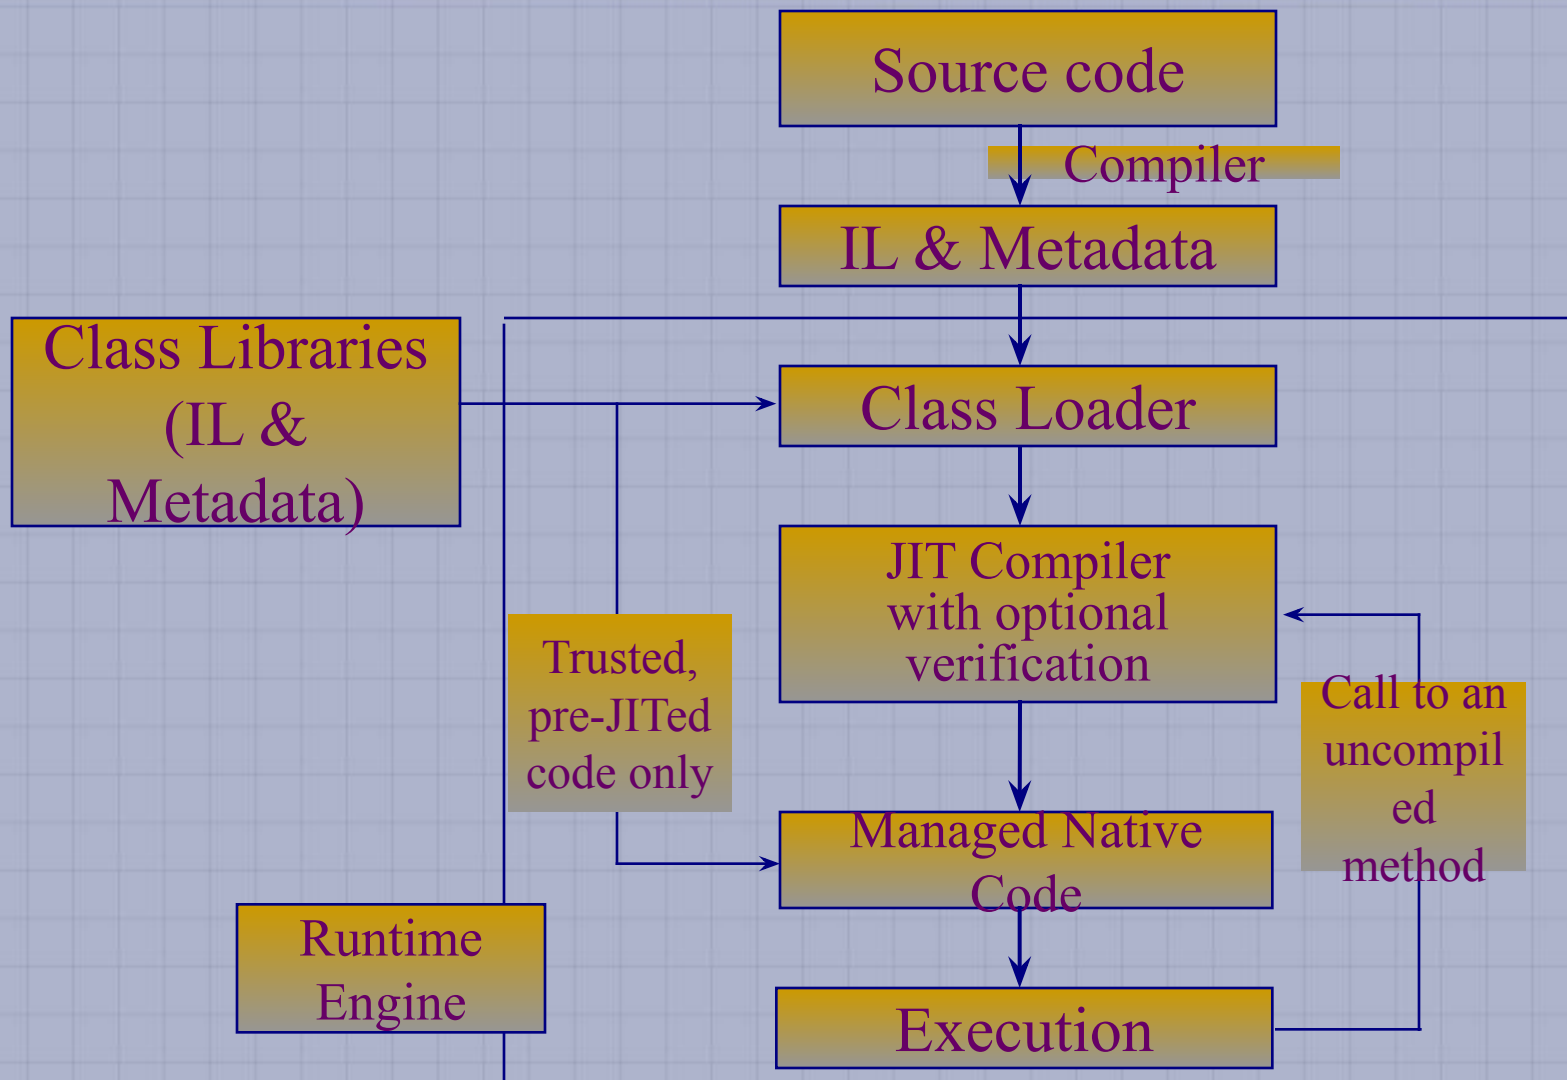 Source code
Compiler
IL & Metadata
Class Libraries
(IL &
Metadata)
Class Loader
JIT Compiler
with optional
verification
Trusted,
pre-JITed
code only
Call to an
uncompil
ed
method
Managed Native
Code
Runtime
Engine
Execution